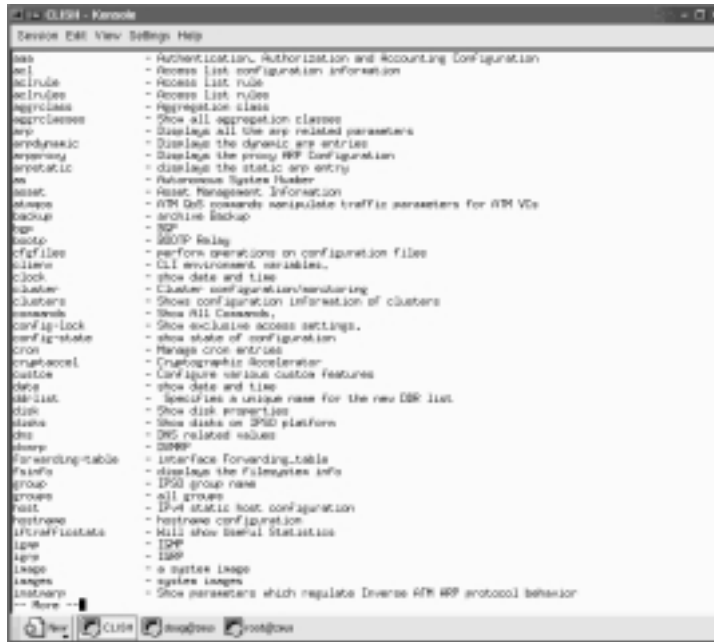 CLISH - Konsole
Session Edit View Settings Help
aaa - Authentication, Authorization and Accounting Configuration
acl - Access List configuration information
aclrule - Access List rule
aclrules - Access List rules
aggrclass - Aggregation class
aggrclasses - Show all aggregation classes
arp - Displays all the arp related parameters
arpdynamic - Displays the dynamic arp entries
arpproxy - Displays the proxy ARP Configuration
arpstatic - displays the static arp entry
as - Autonomous System Number
asset - Asset Management Information
atmqos - ATM QoS commands manipulate traffic parameters for ATM VCs
backup - archive Backup
bgp - BGP
bootp - BOOTP Relay
cfgfiles - perform operations on configuration files
clienv - CLI environment variables.
clock - show date and time
cluster - Cluster configuration/monitoring
clusters - Shows configuration information of clusters
commands - Show All Commands.
config-lock - Show exclusive access settings.
config-state - show state of configuration
cron - Manage cron entries
cryptaccel - Cryptographic Accelerator
custom - Configure various custom features
date - show date and time
ddrlist - Specifies a unique name for the new DDR list
disk - Show disk properties
disks - Show disks on IPSO platform
dns - DNS related values
dvmrp - DVMRP
forwarding-table - interface forwarding_table
fsinfo - displays the filesystem info
group - IPSO group name
groups - all groups
host - IPv4 static host configuration
hostname - hostname configuration
iftrafficstats - Will show Useful Statistics
igmp - IGMP
igrp - IGRP
image - a system image
images - system images
inatmarp - Show parameters which regulate Inverse ATM ARP protocol behavior
-- More --
New CLISH doug@zeus root@zeus